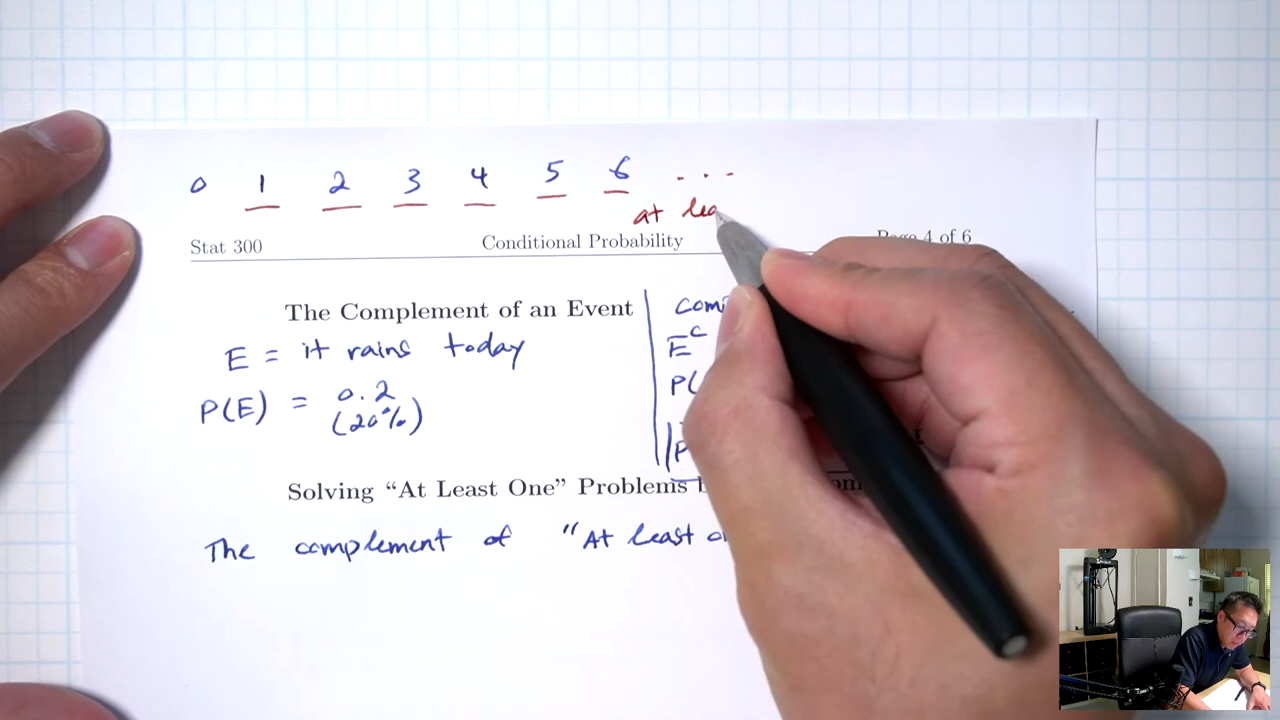 0 1 2 3 4 5 6 . . .
at lea
Stat 300 Conditional Probability Page 4 of 6
The Complement of an Event
E = it rains today
P(E) = 0.2
(20%)
Com
E^C
P(
P
Solving "At Least One" Problems
The complement of "At least o